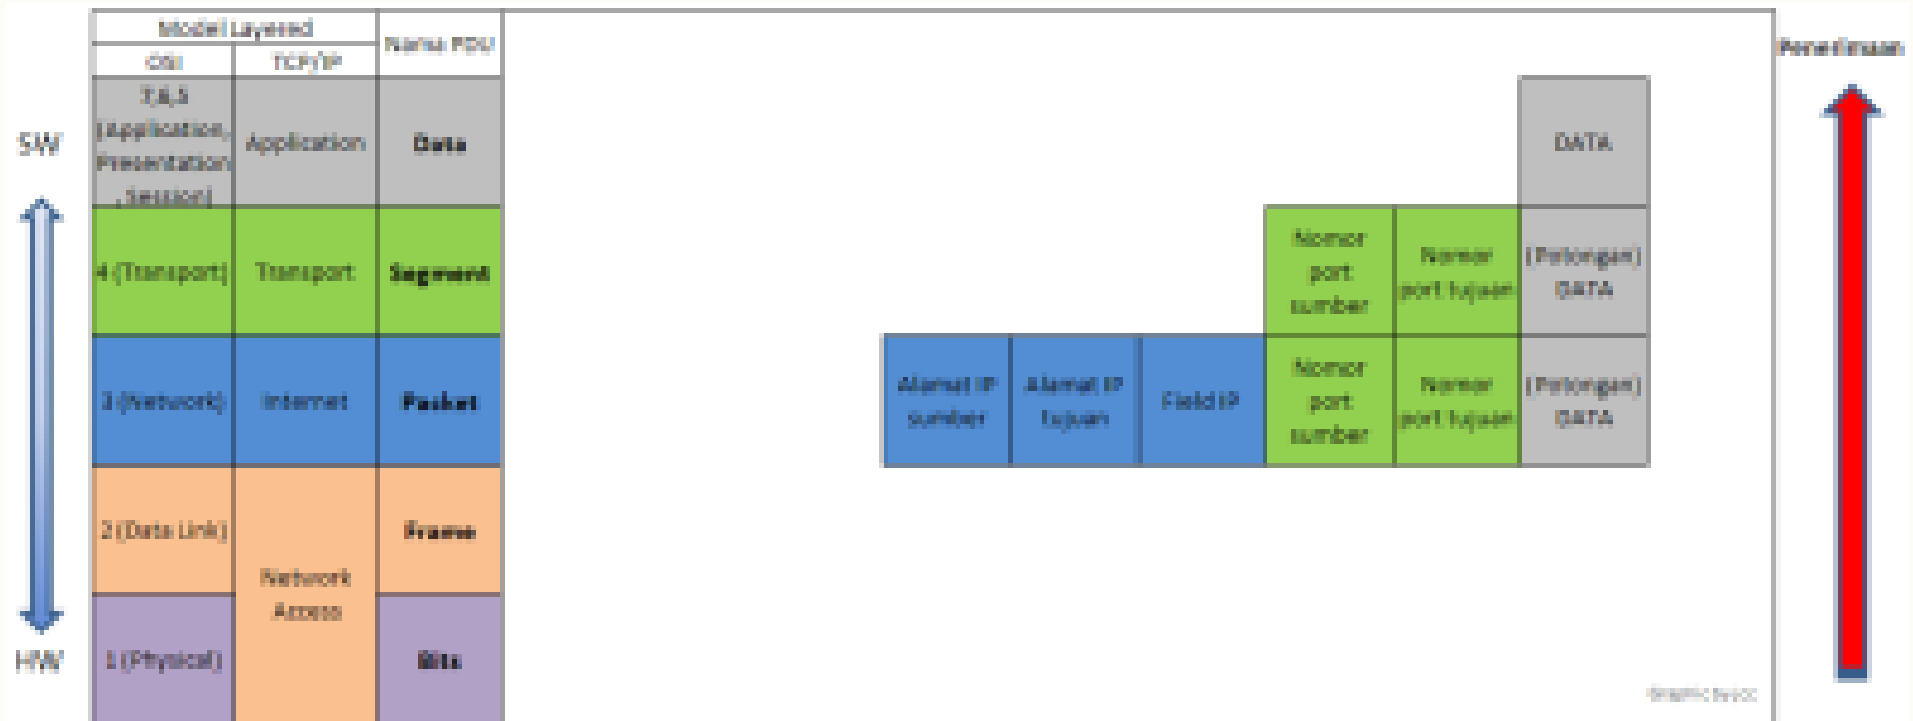 Model Layered
Nama PDU
OSI
TCP/IP
Penerimaan
SW
7,6,5
(Application,
Presentation
, Session)
Application
Data
DATA
4 (Transport)
Transport
Segment
Nomor
port
sumber
Nomor
port tujuan
(Potongan)
DATA
3 (Network)
Internet
Packet
Alamat IP
sumber
Alamat IP
tujuan
Field IP
Nomor
port
sumber
Nomor
port tujuan
(Potongan)
DATA
2 (Data Link)
Frame
Network
Access
HW
1 (Physical)
Bits
Graphic by